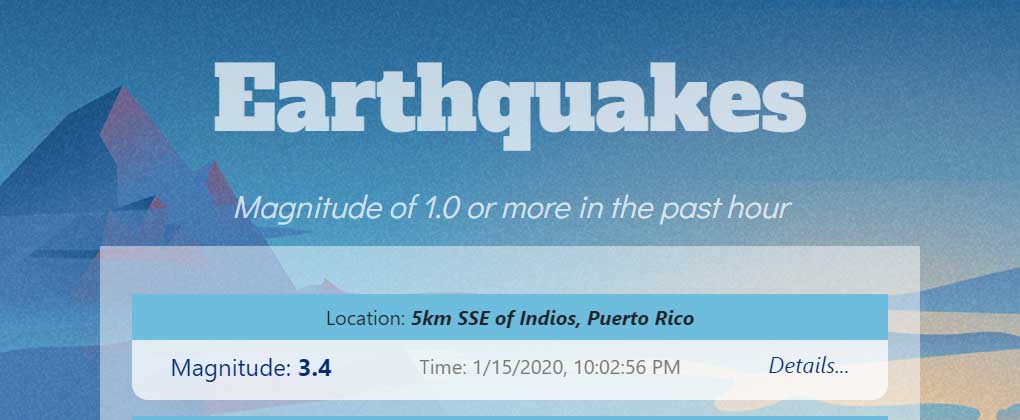 Earthquakes
Magnitude of 1.0 or more in the past hour
Location: 5km SSE of Indios, Puerto Rico
Magnitude: 3.4 Time: 1/15/2020, 10:02:56 PM Details...